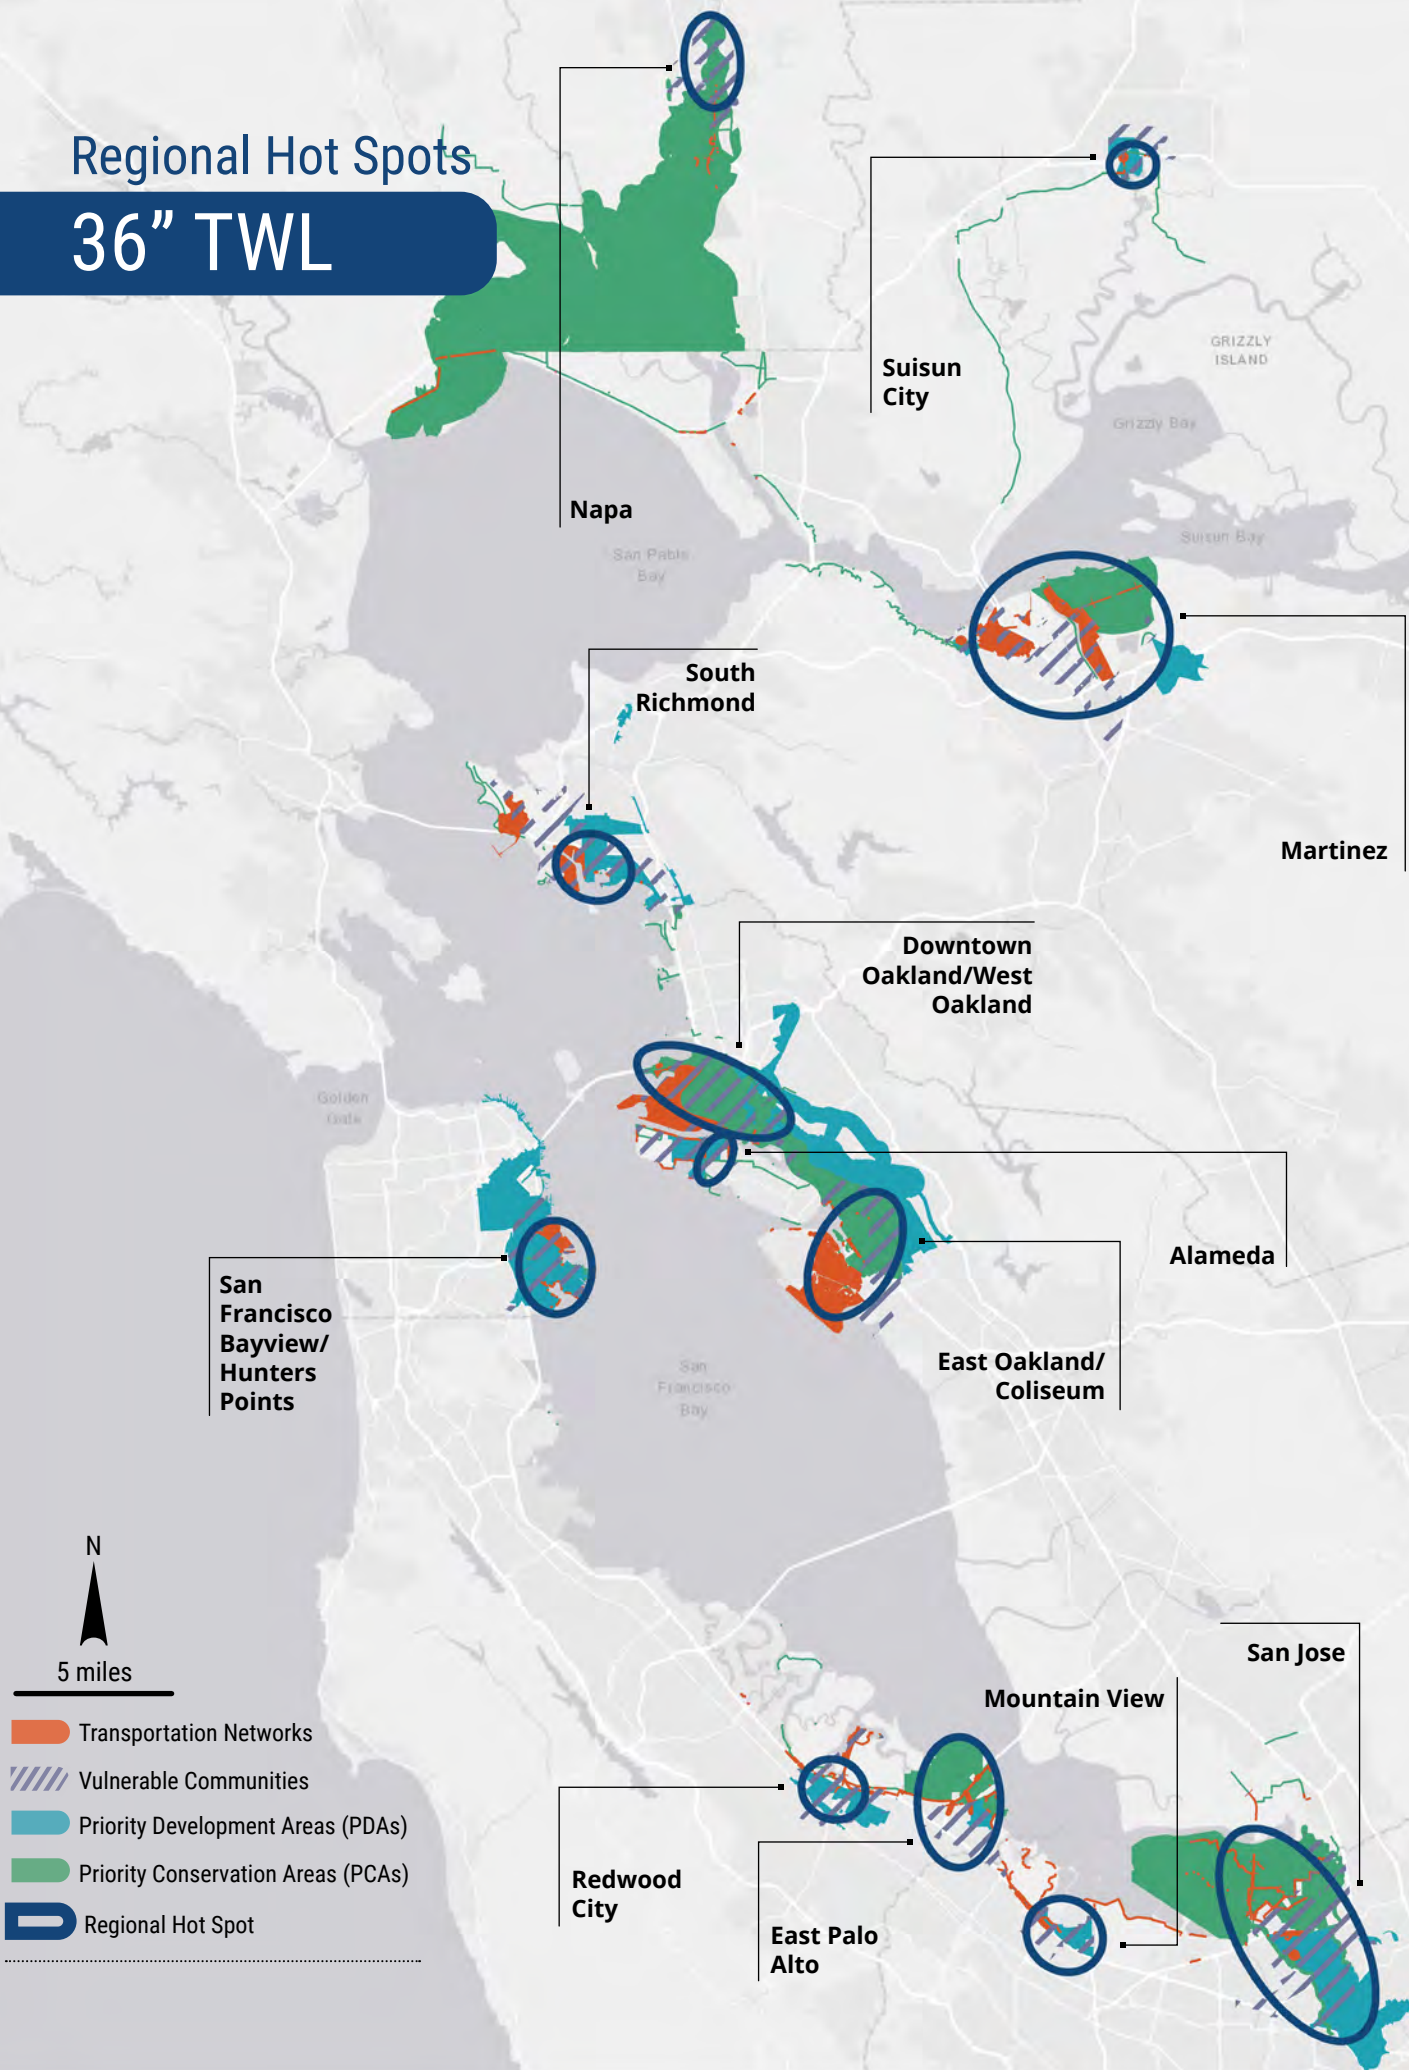 Regional Hot Spots
36” TWL
Suisun
City
GRIZZLY
ISLAND
Grizzly Bay
Napa
San Pablo
Bay
Suisun Bay
South
Richmond
Martinez
Downtown
Oakland/West
Oakland
Golden
Gate
Alameda
San
Francisco
Bayview/
Hunters
Points
East Oakland/
Coliseum
San
Francisco
Bay
N
5 miles
Transportation Networks
Vulnerable Communities
Priority Development Areas (PDAs)
Priority Conservation Areas (PCAs)
Regional Hot Spot
San Jose
Mountain View
Redwood
City
East Palo
Alto